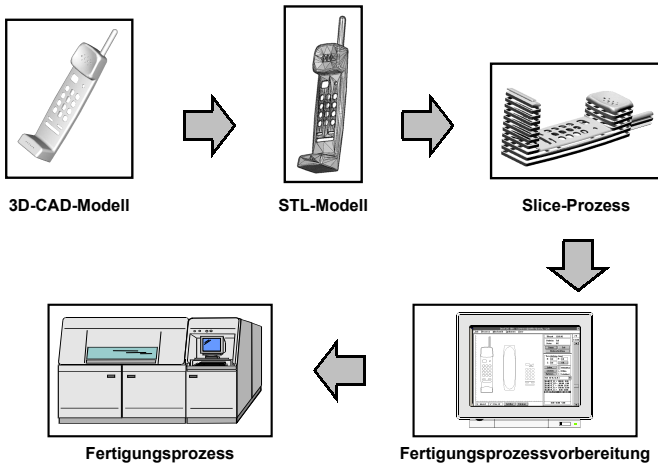 3D-CAD-Modell
STL-Modell
Slice-Prozess
Fertigungsprozess
Fertigungsprozessvorbereitung